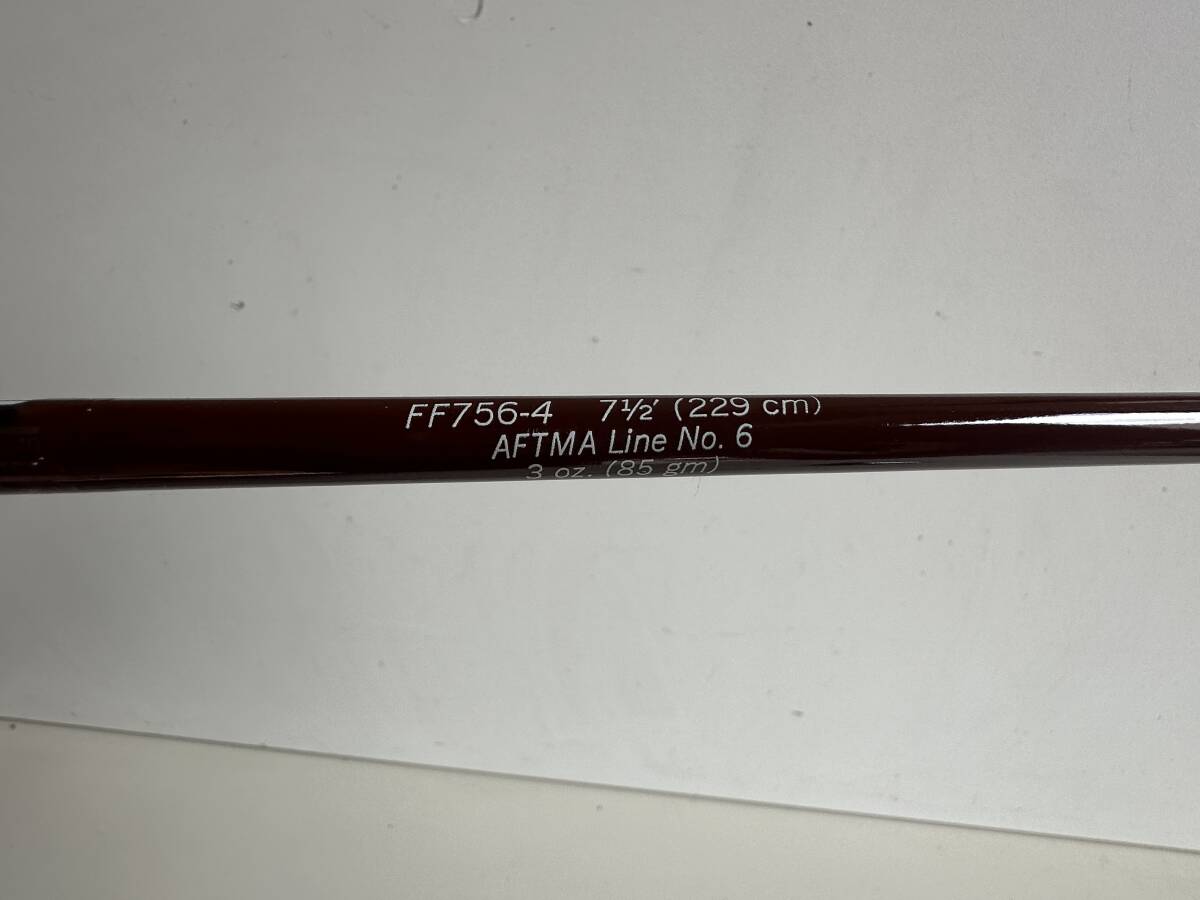 FF756-4 7½' (229 cm)
AFTMA Line No. 6
3 oz. (85 gm)